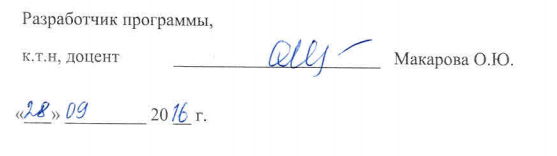 Разработчик программы,
к.т.н, доцент Макарова О.Ю.
«28» 09 2016 г.